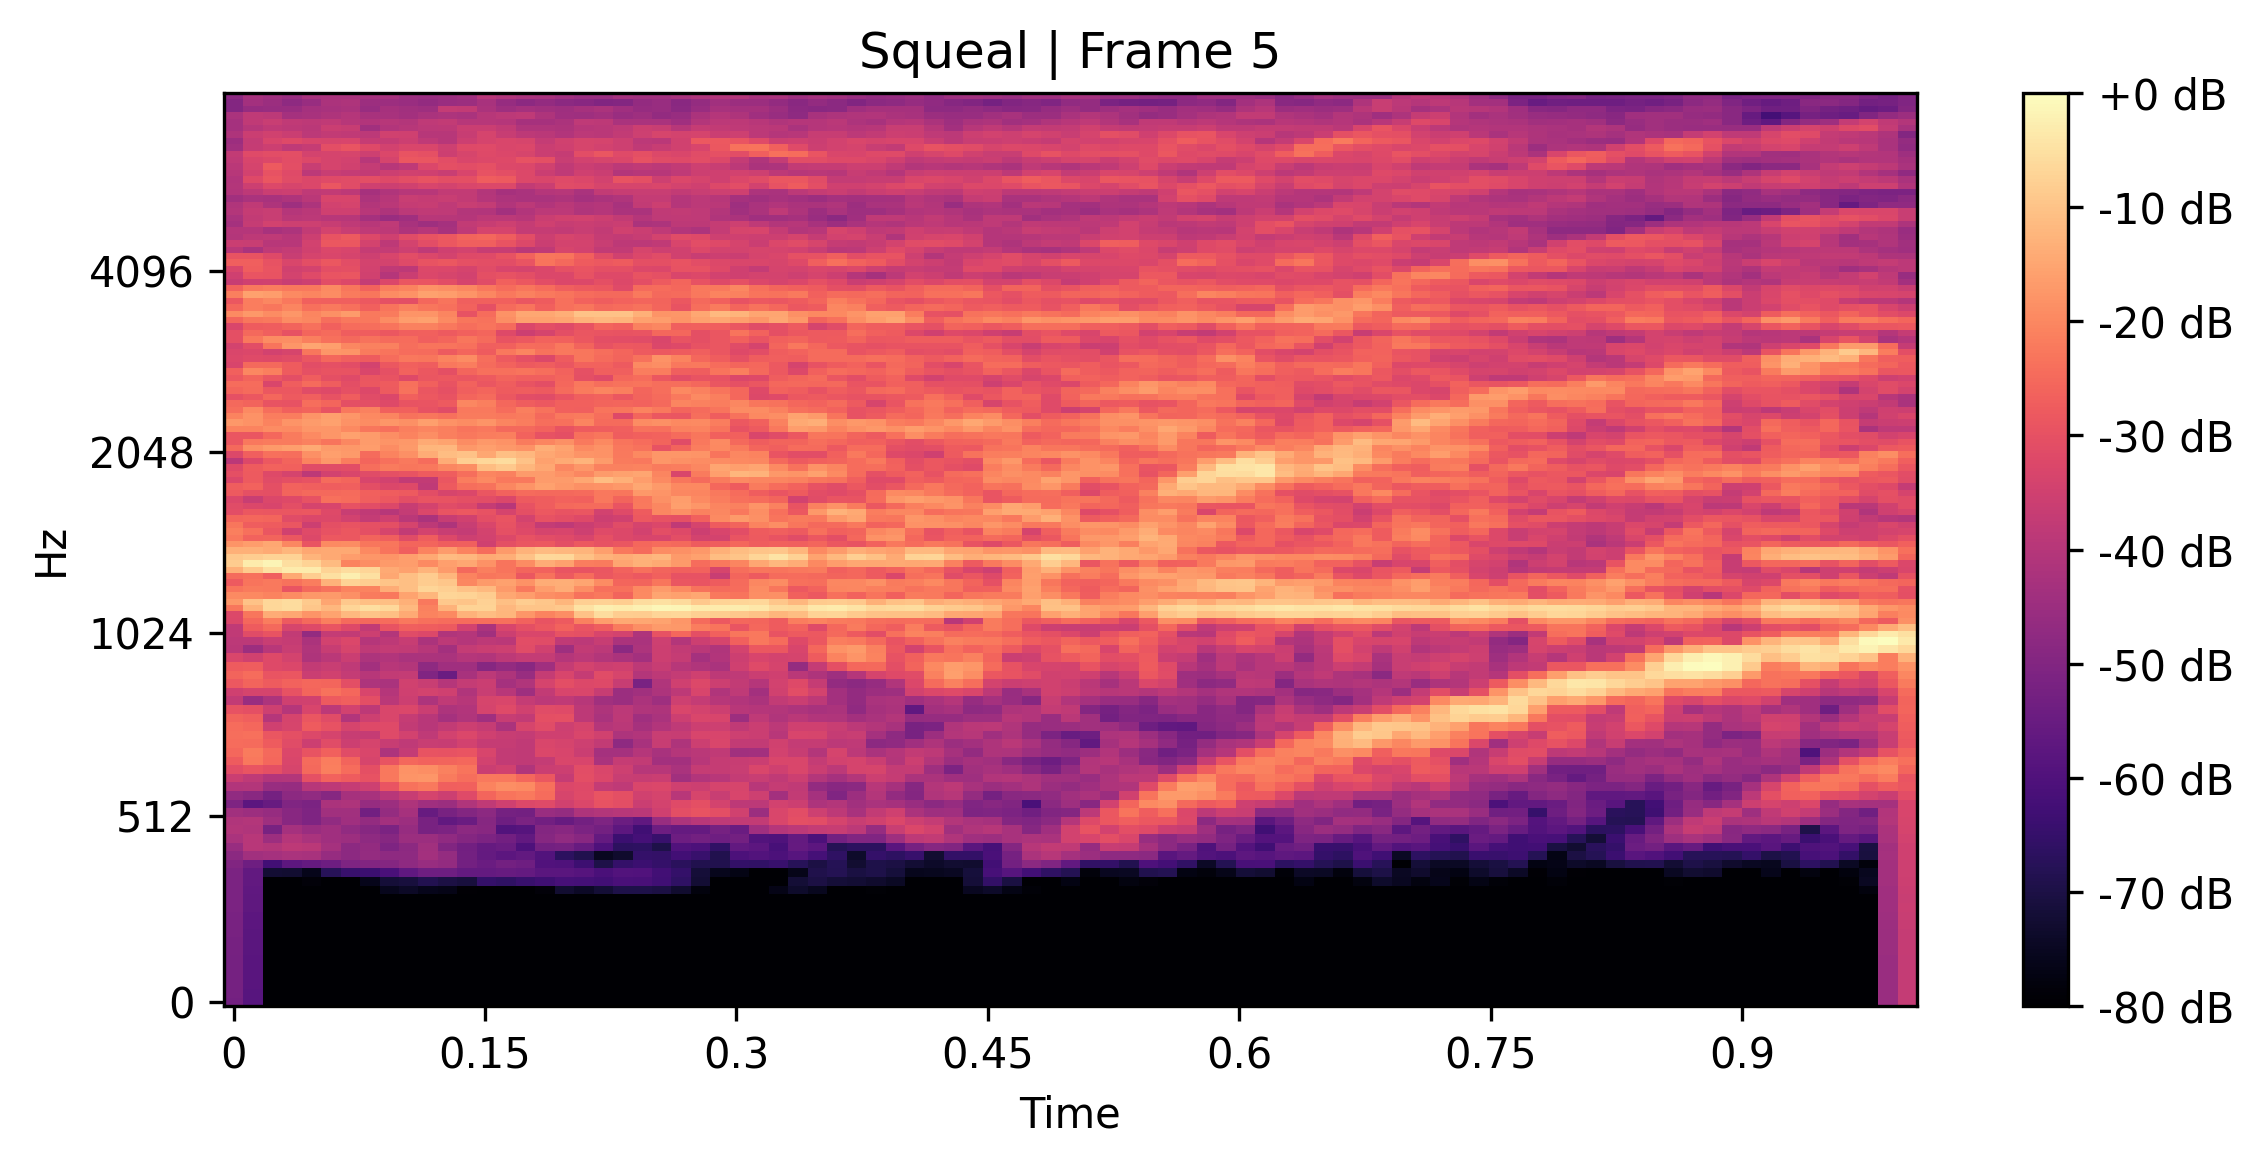 Squeal | Frame 5
+0 dB
-10 dB
-20 dB
-30 dB
-40 dB
-50 dB
-60 dB
-70 dB
-80 dB
Hz
4096
2048
1024
512
0
0 0.15 0.3 0.45 0.6 0.75 0.9
Time